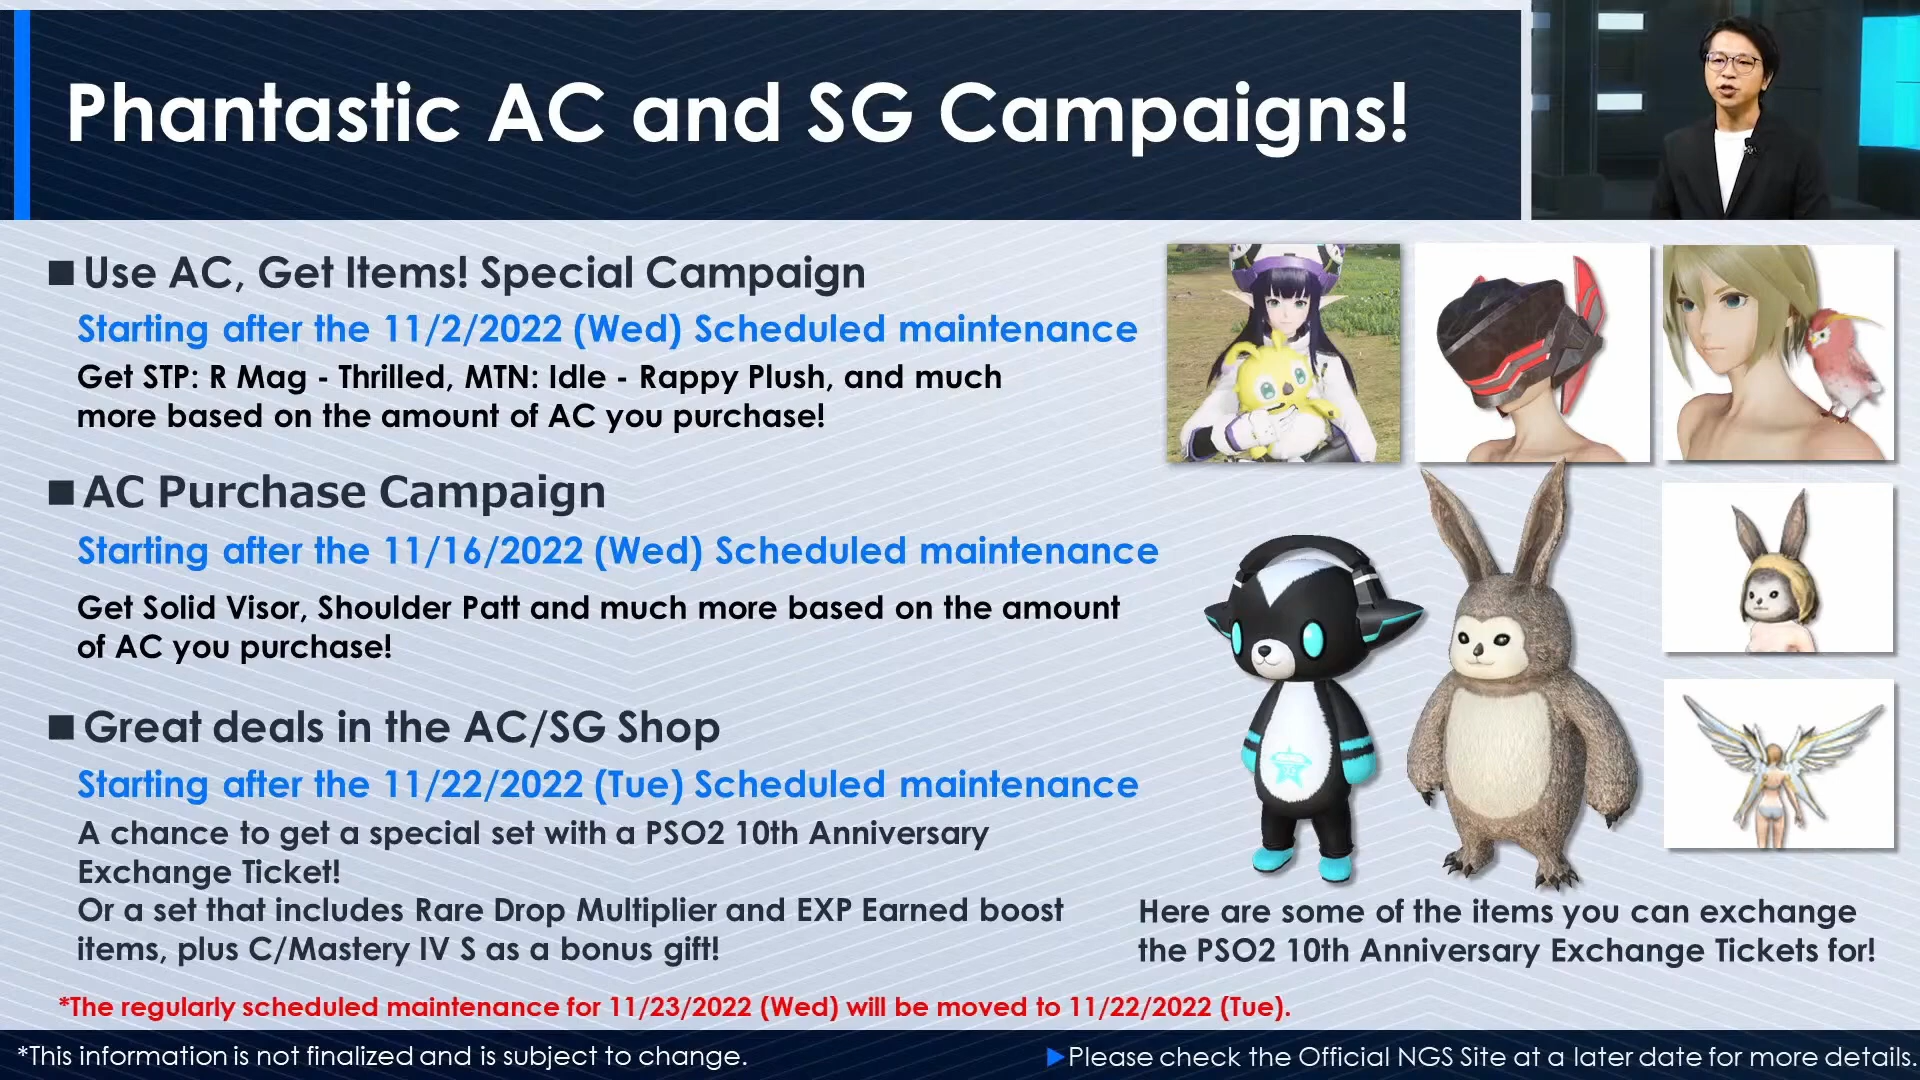 Phantastic AC and SG Campaigns!
■Use AC, Get Items! Special Campaign
Starting after the 11/2/2022 (Wed) Scheduled maintenance
Get STP: R Mag - Thrilled, MTN: Idle - Rappy Plush, and much
more based on the amount of AC you purchase!
■AC Purchase Campaign
Starting after the 11/16/2022 (Wed) Scheduled maintenance
Get Solid Visor, Shoulder Patt and much more based on the amount
of AC you purchase!
■Great deals in the AC/SG Shop
Starting after the 11/22/2022 (Tue) Scheduled maintenance
A chance to get a special set with a PSO2 10th Anniversary
Exchange Ticket!
Or a set that includes Rare Drop Multiplier and EXP Earned boost
items, plus C/Mastery IV S as a bonus gift!
Here are some of the items you can exchange
the PSO2 10th Anniversary Exchange Tickets for!
*The regularly scheduled maintenance for 11/23/2022 (Wed) will be moved to 11/22/2022 (Tue).
*This information is not finalized and is subject to change.
▶Please check the Official NGS Site at a later date for more details.